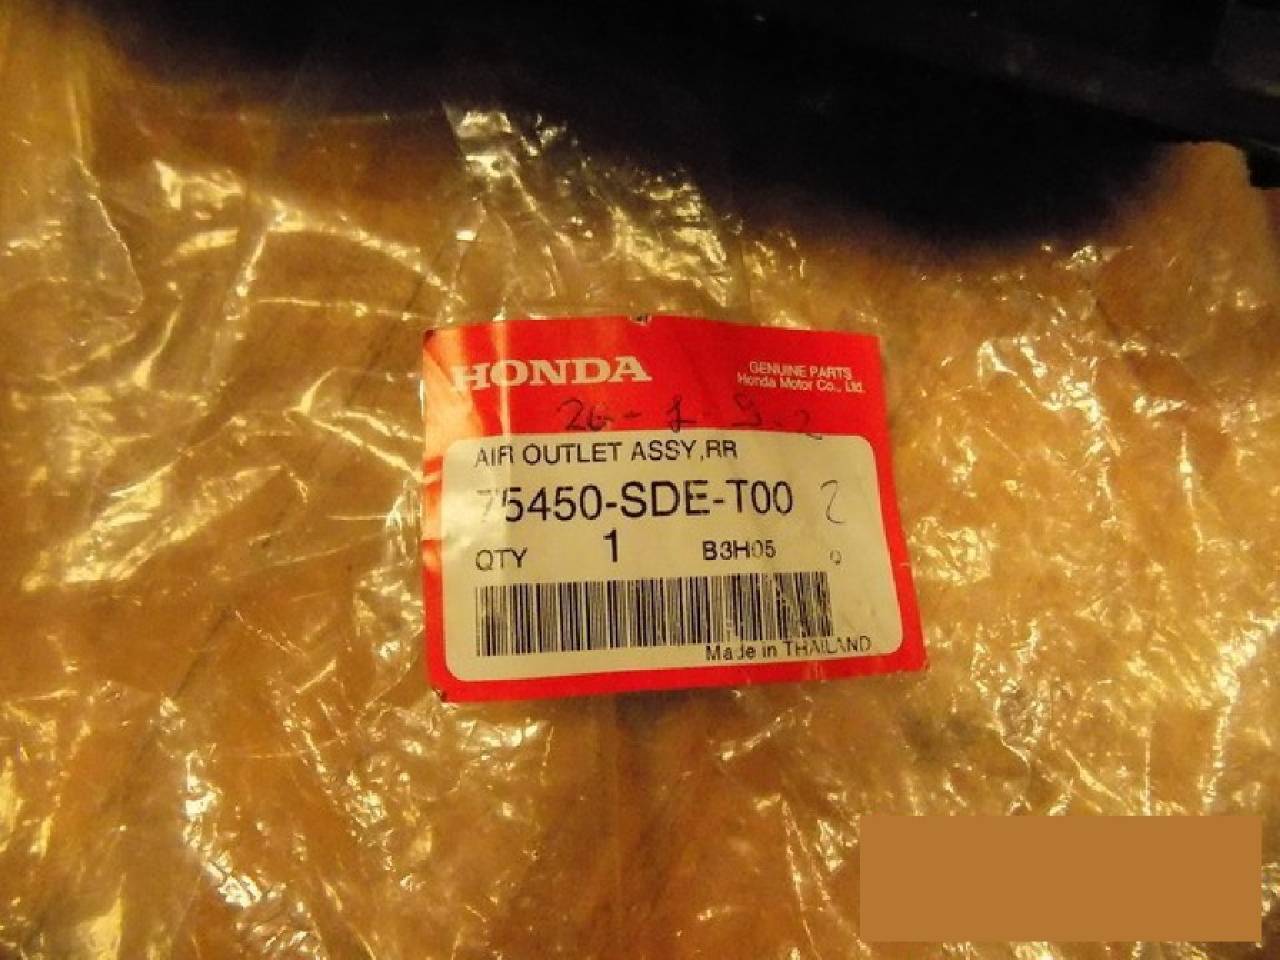 HONDA
GENUINE PARTS
Honda Motor Co., Ltd.
AIR OUTLET ASSY,RR
75450-SDE-T00
QTY 1 B3H05
Made in THAILAND